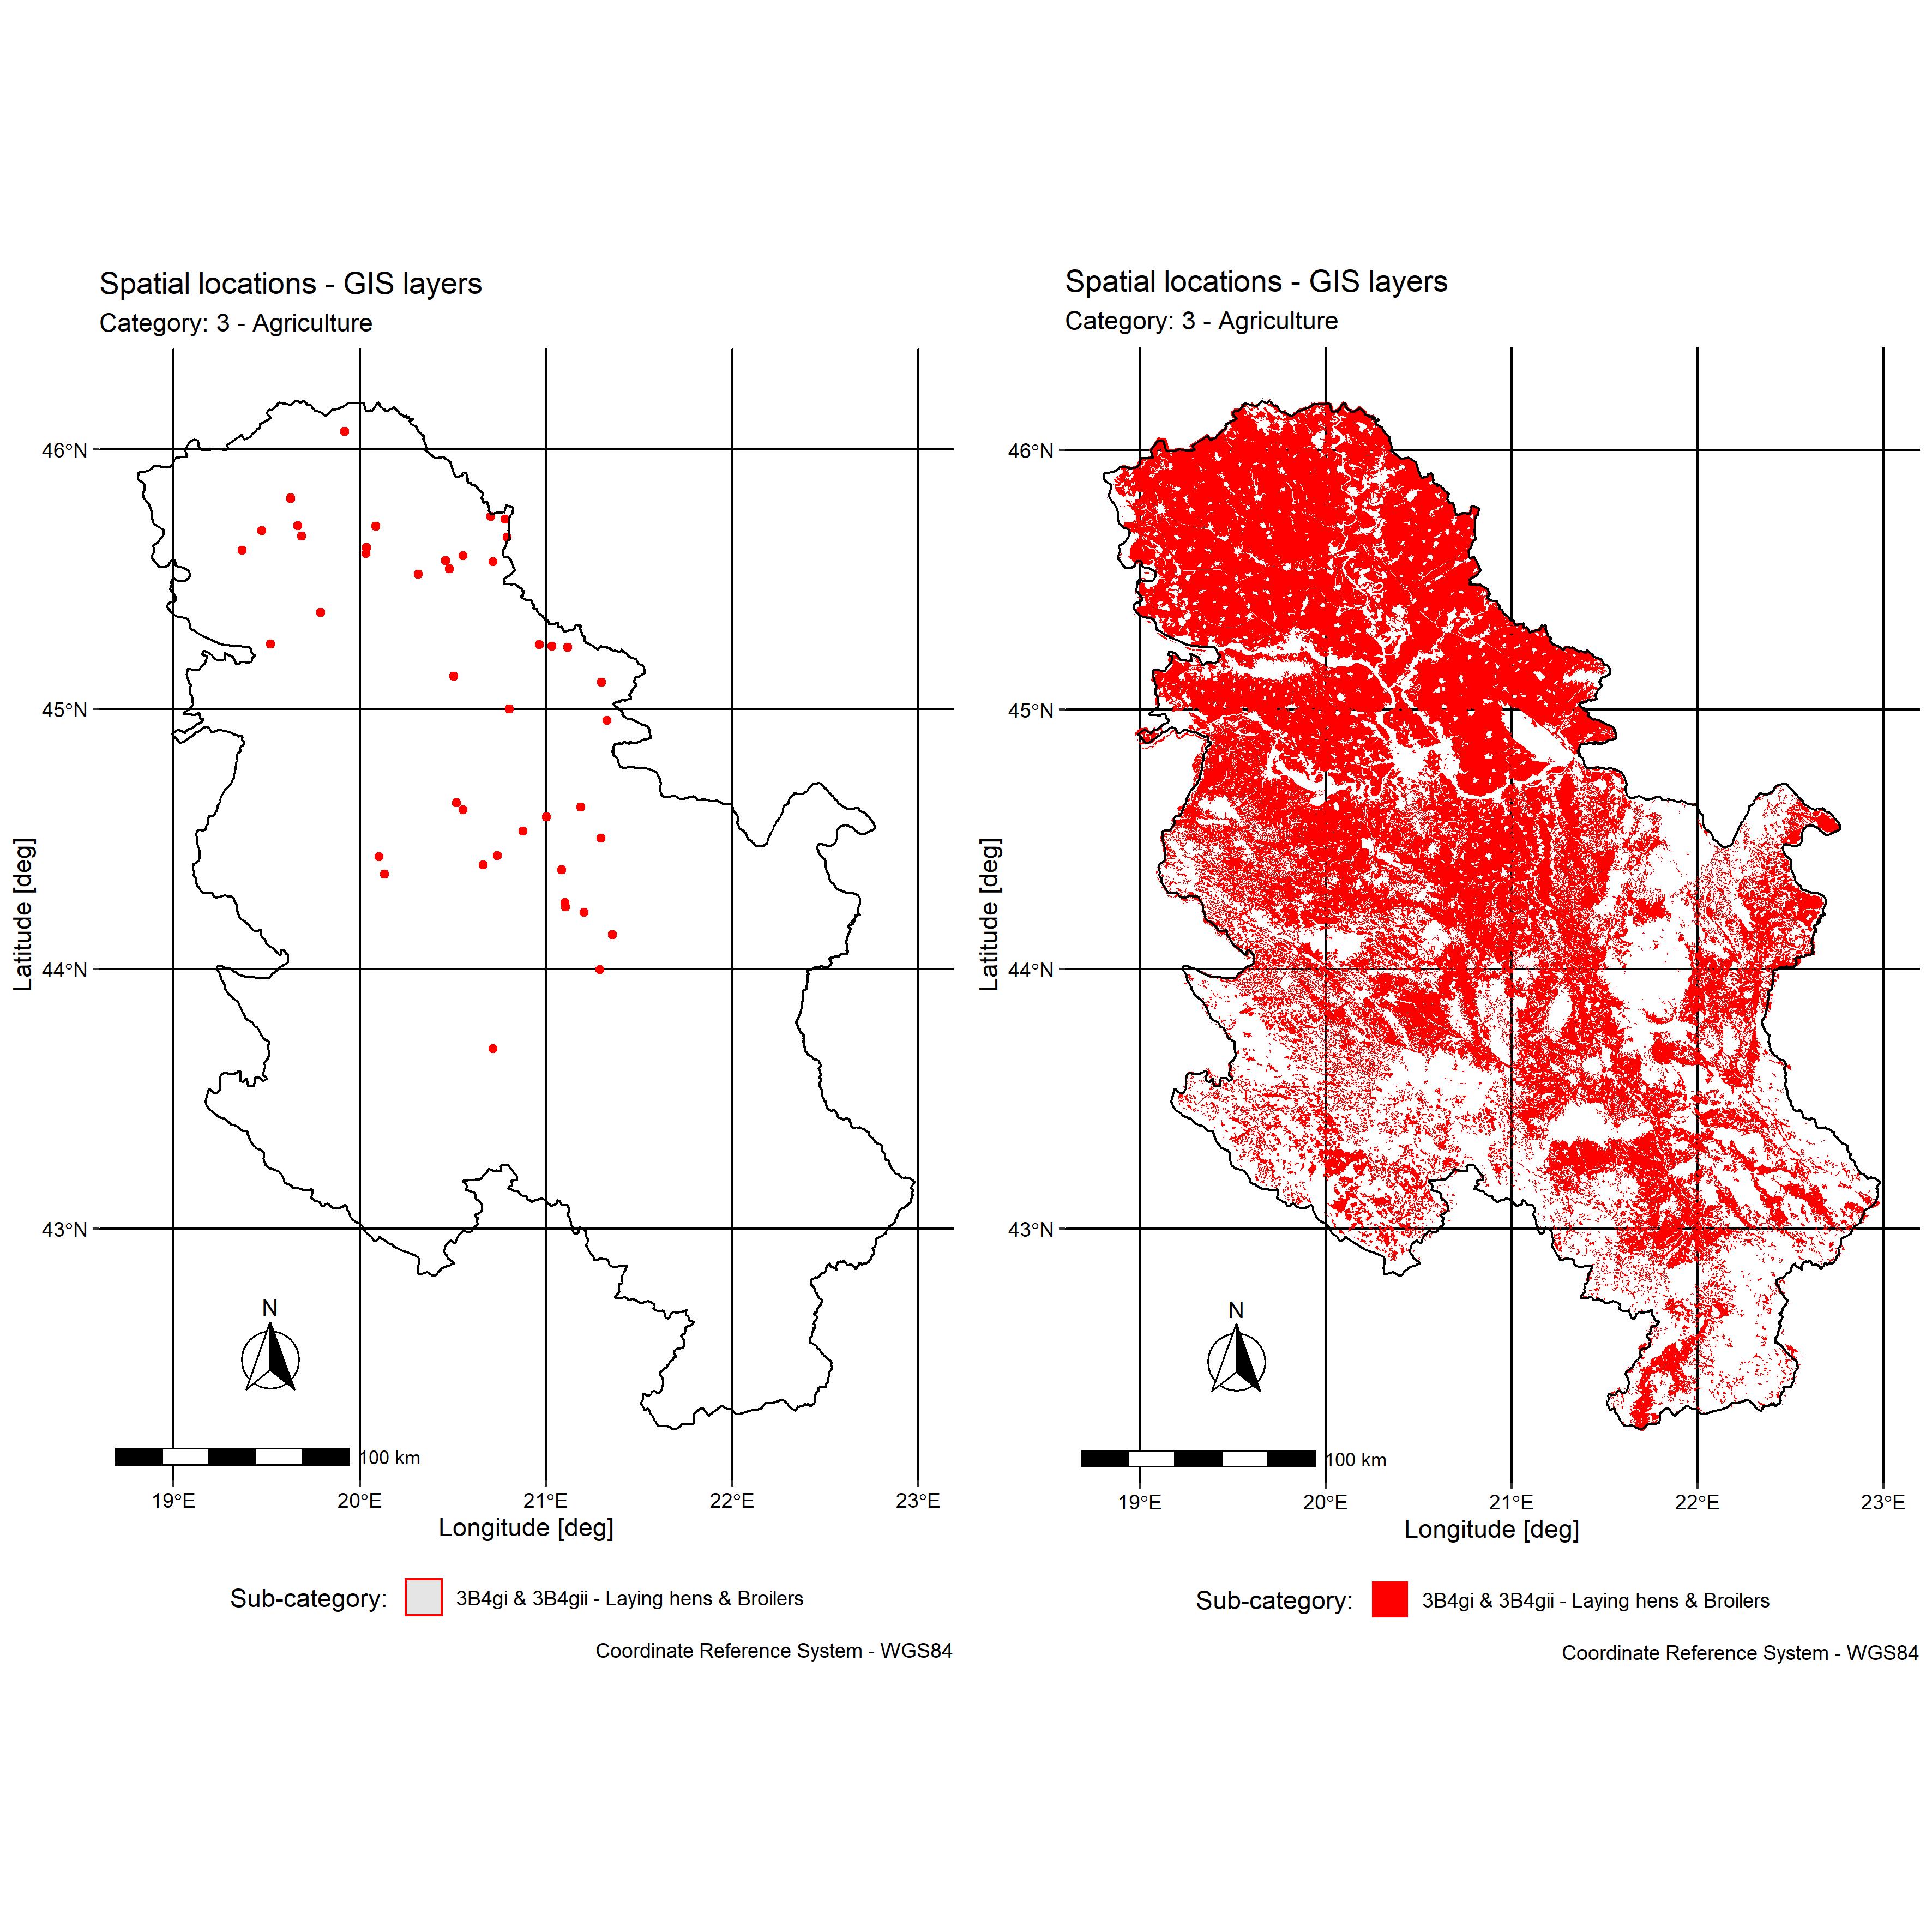 Spatial locations - GIS layers
Category: 3 - Agriculture
46°N
45°N
44°N
43°N
Latitude [deg]
N
100 km
19°E 20°E 21°E 22°E 23°E
Longitude [deg]
Sub-category: 3B4gi & 3B4gii - Laying hens & Broilers
Coordinate Reference System - WGS84
Spatial locations - GIS layers
Category: 3 - Agriculture
46°N
45°N
44°N
43°N
Latitude [deg]
N
100 km
19°E 20°E 21°E 22°E 23°E
Longitude [deg]
Sub-category: 3B4gi & 3B4gii - Laying hens & Broilers
Coordinate Reference System - WGS84